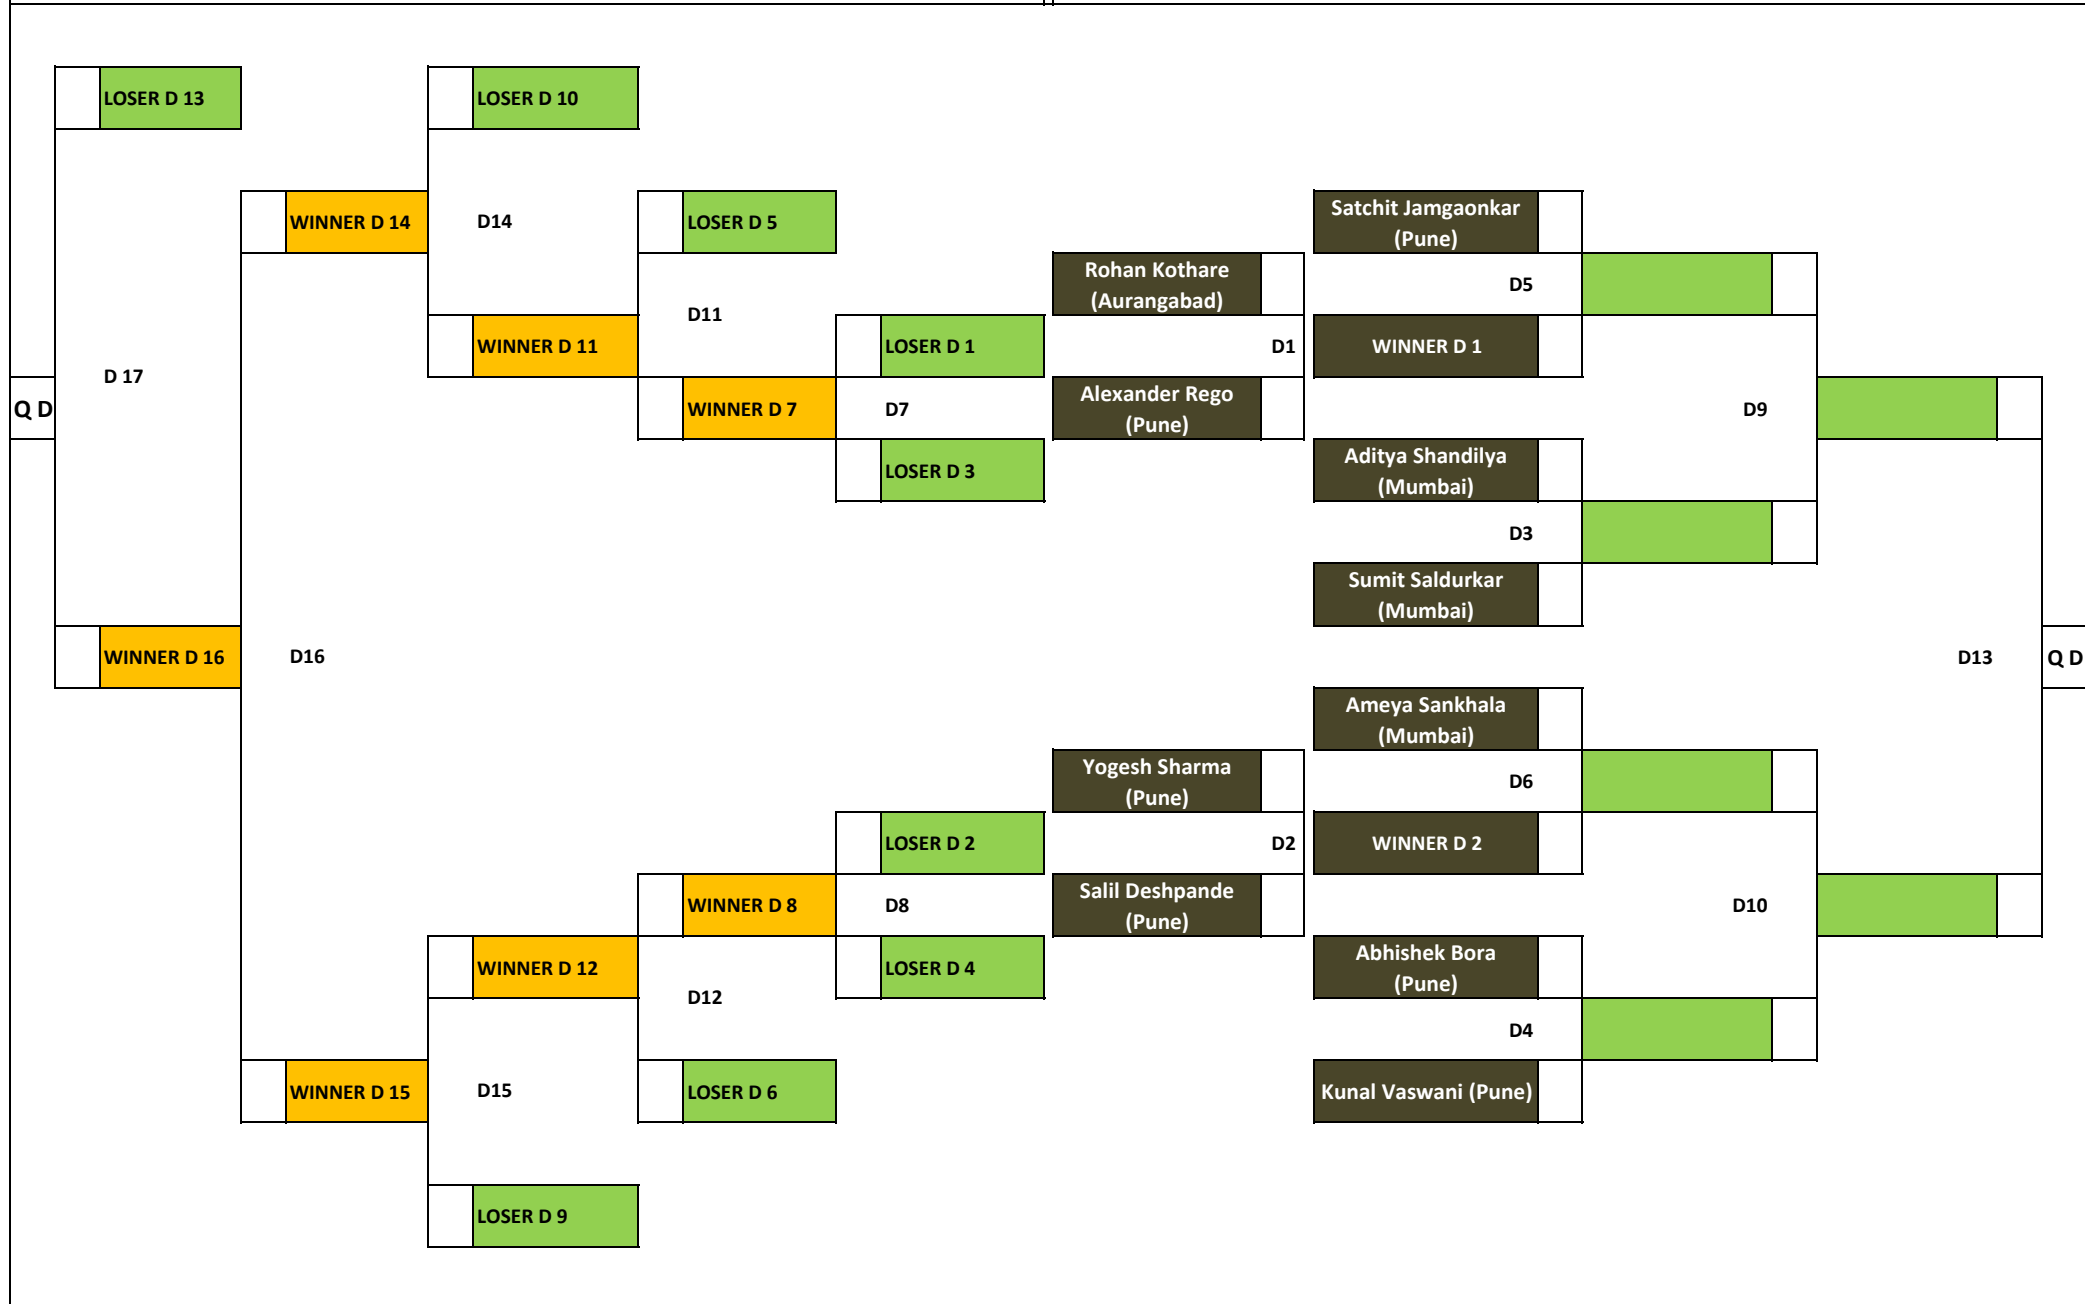 LOSER D 13
LOSER D 10
WINNER D 14
D14
LOSER D 5
Satchit Jamgaonkar
(Pune)
Rohan Kothare
(Aurangabad)
D5
D11
WINNER D 11
LOSER D 1
D1
WINNER D 1
D 17
Q D
WINNER D 7
D7
Alexander Rego
(Pune)
D9
LOSER D 3
Aditya Shandilya
(Mumbai)
D3
Sumit Saldurkar
(Mumbai)
WINNER D 16
D16
D13
Q D
Ameya Sankhala
(Mumbai)
Yogesh Sharma
(Pune)
D6
LOSER D 2
D2
WINNER D 2
WINNER D 8
D8
Salil Deshpande
(Pune)
D10
WINNER D 12
LOSER D 4
Abhishek Bora
(Pune)
D12
D4
WINNER D 15
D15
LOSER D 6
Kunal Vaswani (Pune)
LOSER D 9